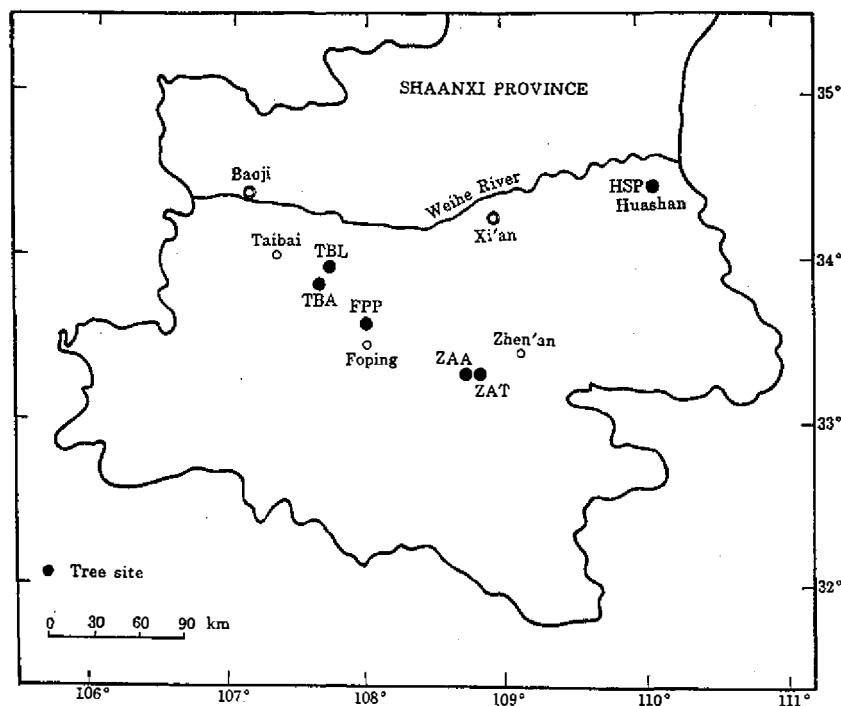 SHAANXI PROVINCE
35°
Baoji
Weihe River
HSP
Huashan
Xi'an
Taibai
TBL
34°
TBA
FPP
Foping
Zhen'an
ZAA
ZAT
33°
Tree site
32°
0 30 60 90 km
106° 107° 108° 109° 110° 111°